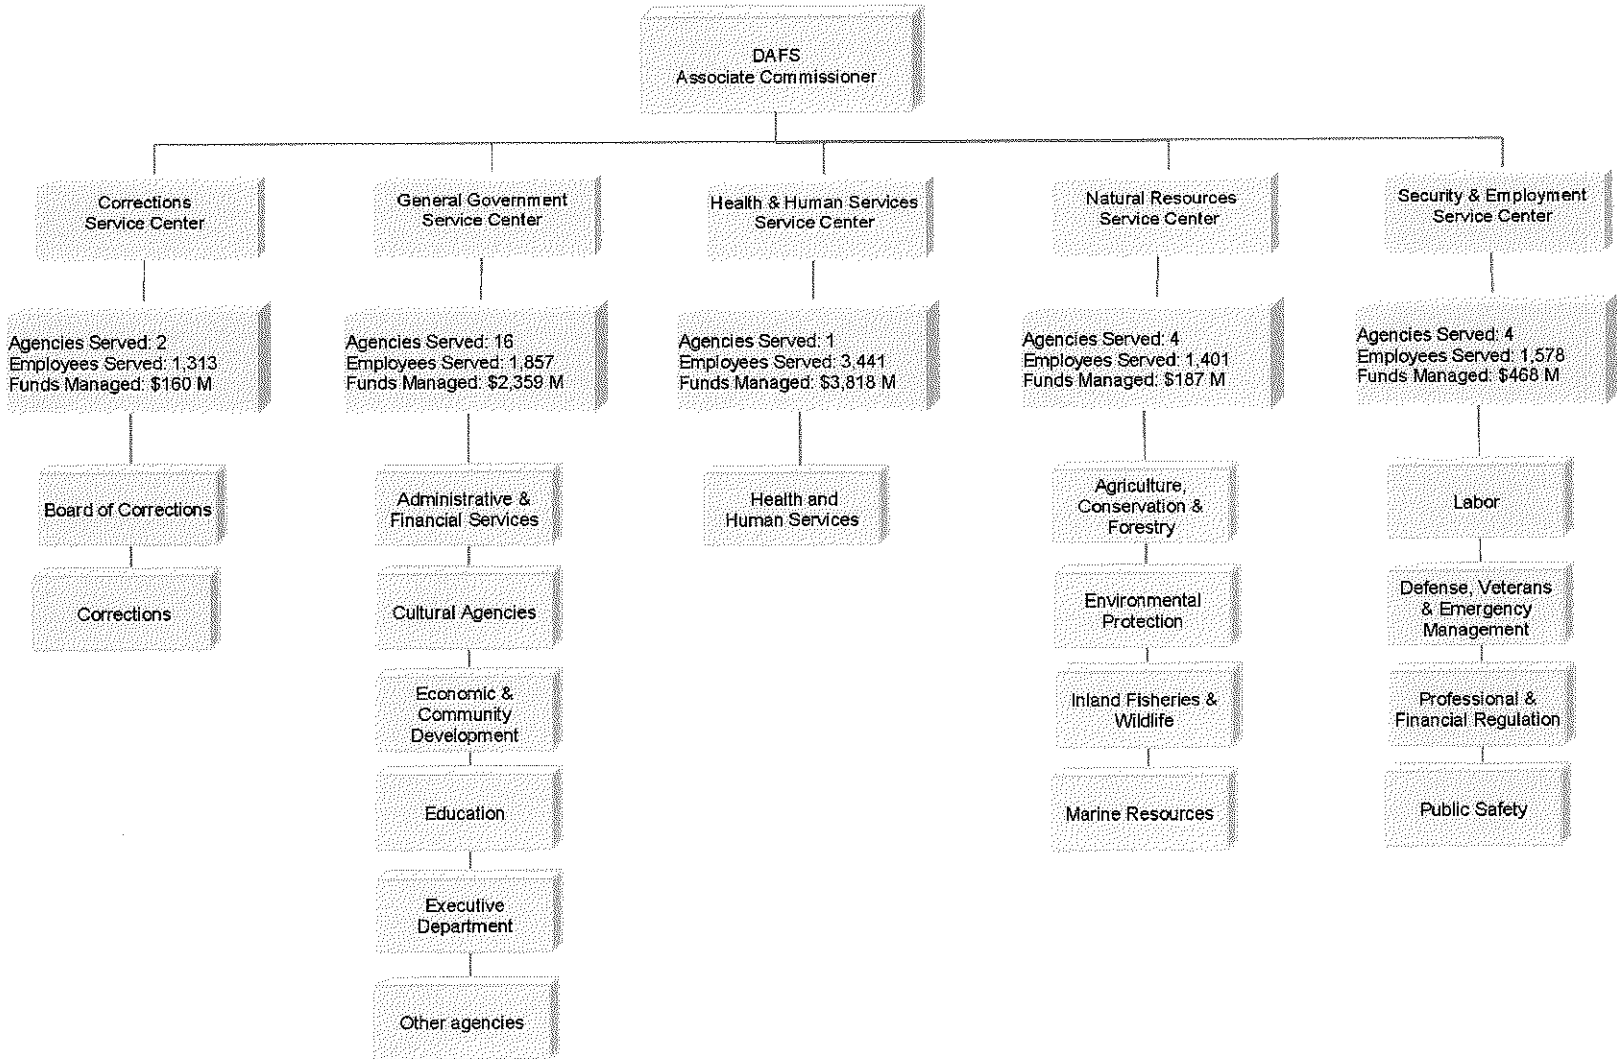 DAFS
Associate Commissioner
Corrections
Service Center
General Government
Service Center
Health & Human Services
Service Center
Natural Resources
Service Center
Security & Employment
Service Center
Agencies Served: 2
Employees Served: 1,313
Funds Managed: $160 M
Agencies Served: 16
Employees Served: 1,857
Funds Managed: $2,359 M
Agencies Served: 1
Employees Served: 3,441
Funds Managed: $3,818 M
Agencies Served: 4
Employees Served: 1,401
Funds Managed: $187 M
Agencies Served: 4
Employees Served: 1,578
Funds Managed: $468 M
Board of Corrections
Corrections
Administrative &
Financial Services
Cultural Agencies
Economic &
Community
Development
Education
Executive
Department
Other agencies
Health and
Human Services
Agriculture,
Conservation &
Forestry
Environmental
Protection
Inland Fisheries &
Wildlife
Marine Resources
Labor
Defense, Veterans
& Emergency
Management
Professional &
Financial Regulation
Public Safety